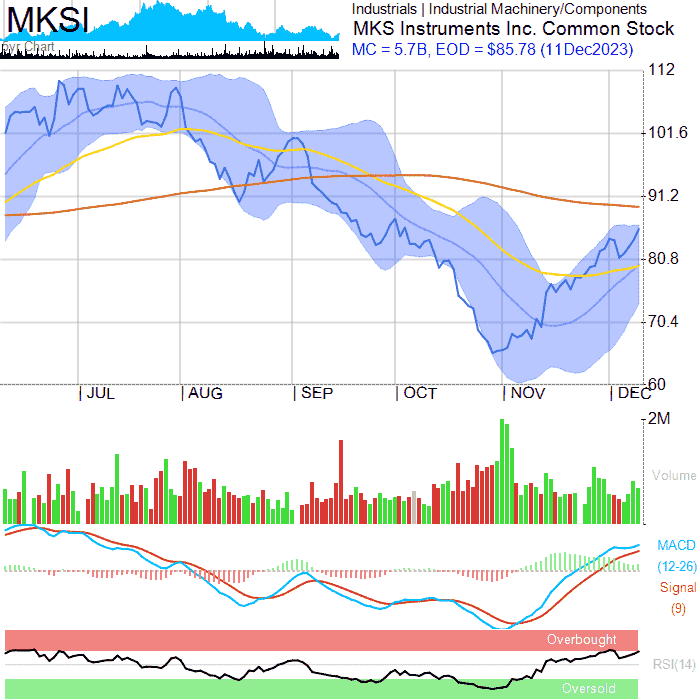 MKSI
Industrials | Industrial Machinery/Components
MKS Instruments Inc. Common Stock
MC = 5.7B, EOD = $85.78 (11Dec2023)
Chart
112
101.6
91.2
80.8
70.4
60
JUL
AUG
SEP
OCT
NOV
DEC
2M
Volume
MACD
(12-26)
Signal
(9)
Overbought
RSI(14)
Oversold